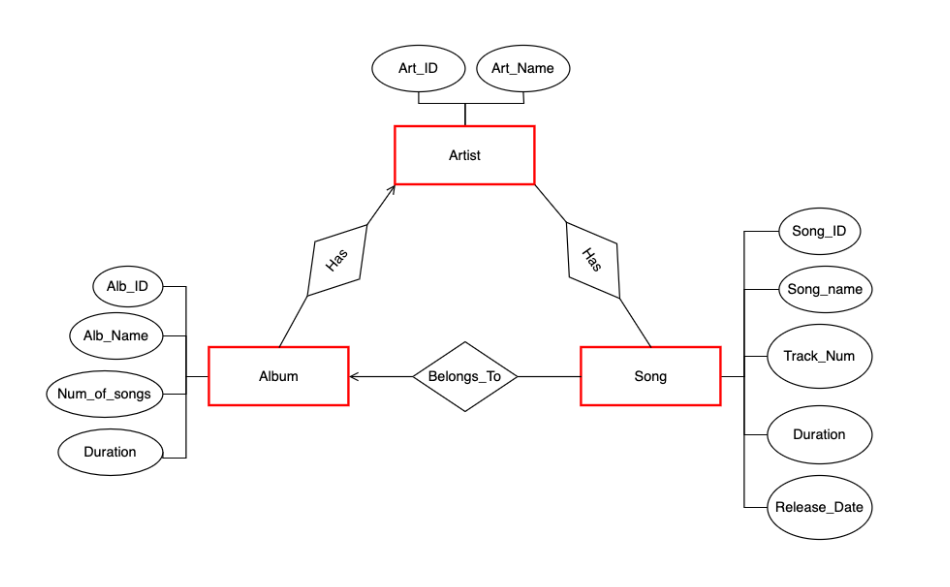 Art_ID
Art_Name
Artist
Has
Has
Song_ID
Song_name
Track_Num
Duration
Release_Date
Alb_ID
Alb_Name
Num_of_songs
Duration
Album
Belongs_To
Song